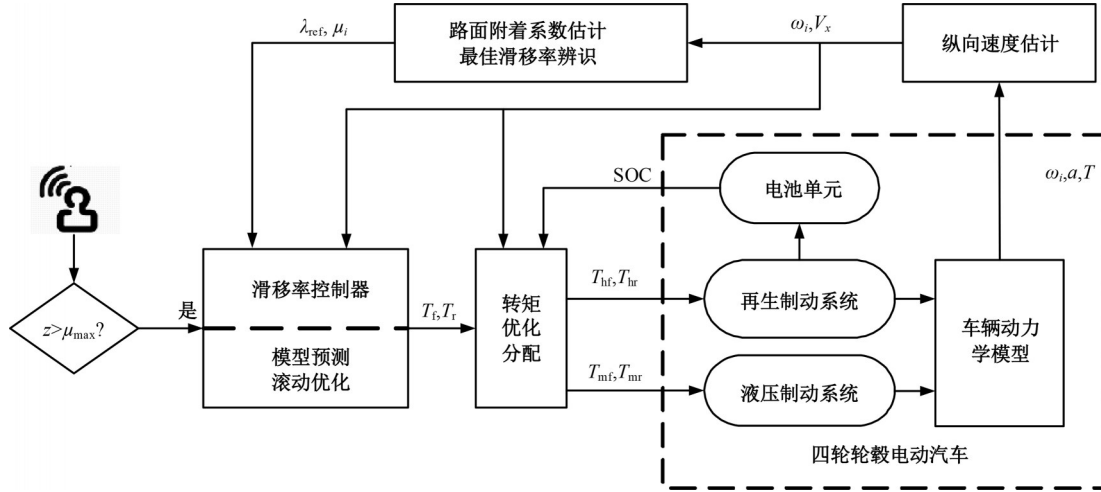 λref, μi
路面附着系数估计
最佳滑移率辨识
ωi,Vx
纵向速度估计
SOC
电池单元
ωi,a,T
z>μmax?
是
滑移率控制器
模型预测
滚动优化
Tf,Tr
转矩
优化
分配
Thf,Thr
再生制动系统
Tmf,Tmr
液压制动系统
车辆动力
学模型
四轮轮毂电动汽车